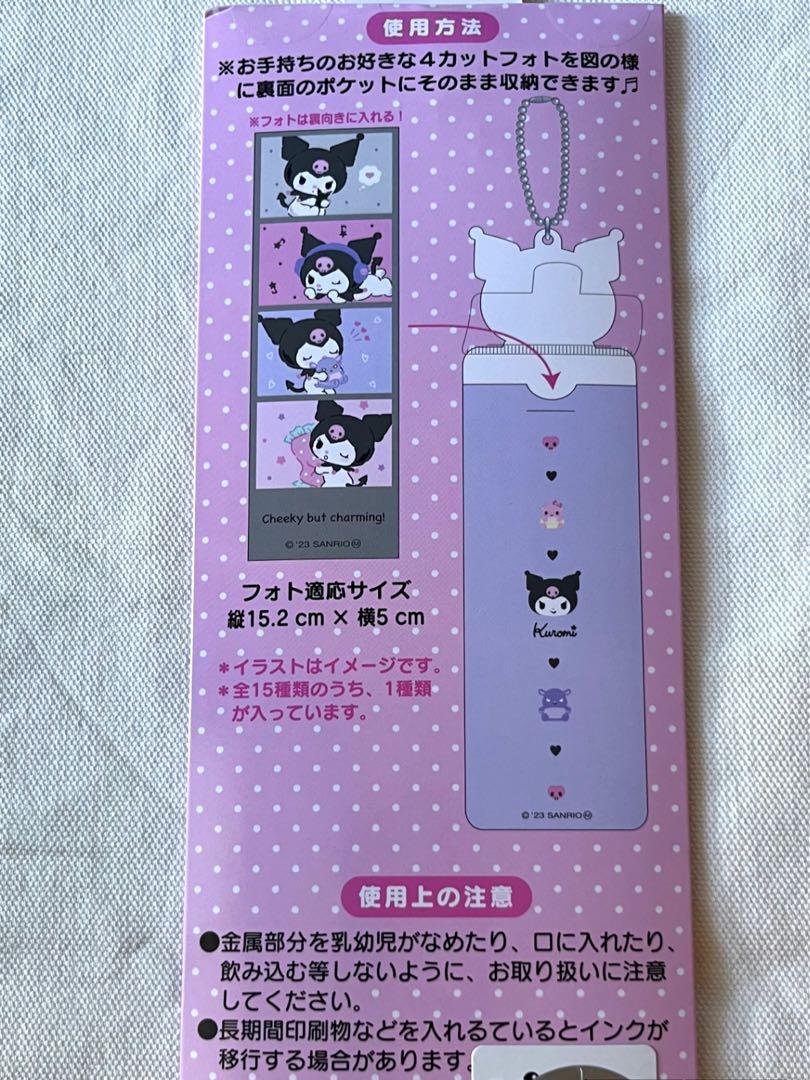 使用方法
※お手持ちのお好きな4カットフォトを図の様
に裏面のポケットにそのまま収納できます♬
※フォトは裏向きに入れる！
Cheeky but charming!
© '23 SANRIO Ⓜ
フォト適応サイズ
縦15.2 cm × 横5 cm
＊イラストはイメージです。
＊全15種類のうち、1種類
が入っています。
Kuromi
© '23 SANRIO Ⓜ
使用上の注意
●金属部分を乳幼児がなめたり、口に入れたり、
飲み込む等しないように、お取り扱いに注意
してください。
●長期間印刷物などを入れるているとインクが
移行する場合があります。